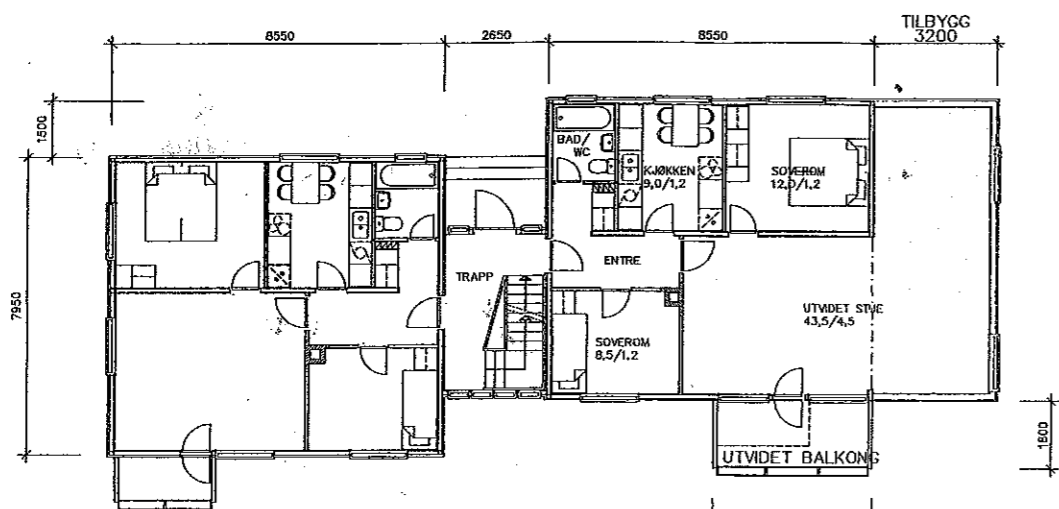 TILBYGG
8550 2650 8550 3200
1500
BAD/
WC
KJØKKEN
9,0/1,2
SOVEROM
12,0/1,2
7950
TRAPP
ENTRE
UTVIDET STUE
43,5/4,5
SOVEROM
8,5/1.2
UTVIDET BALKONG
1800